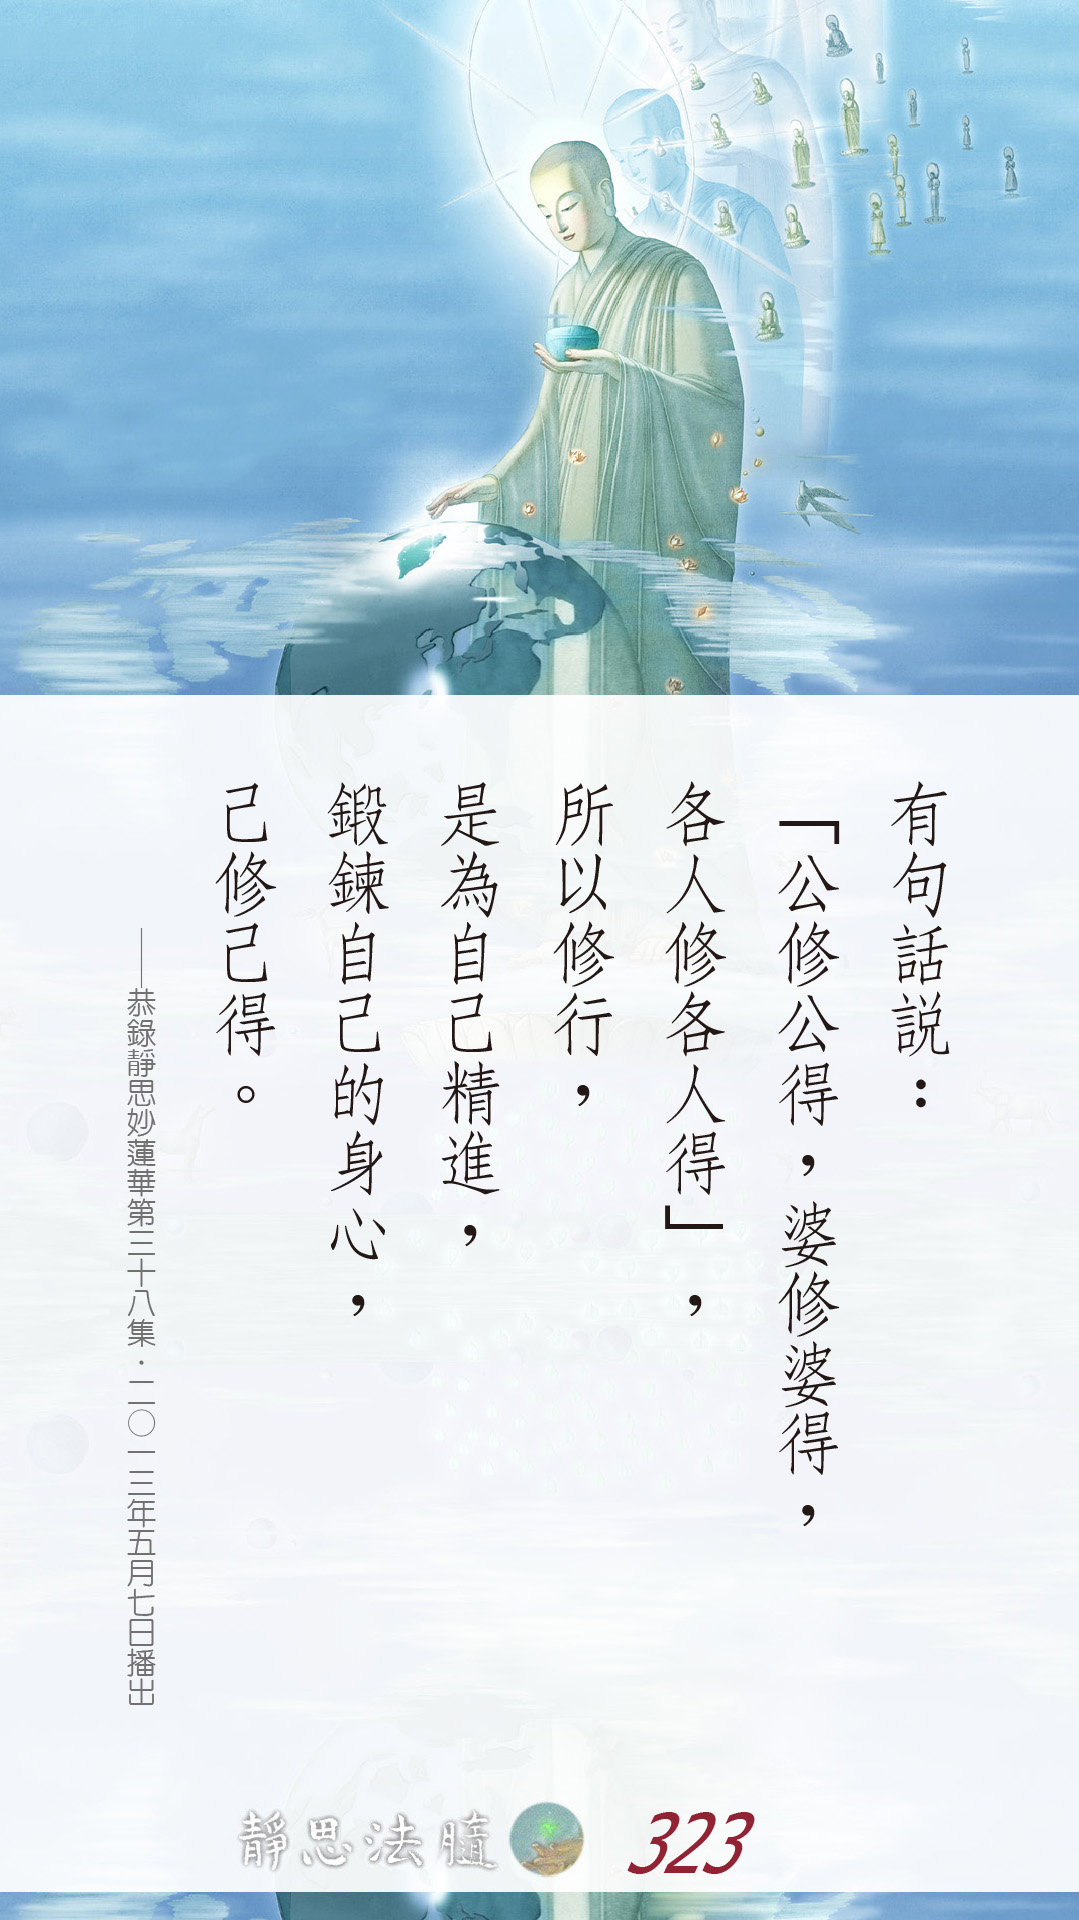 有句話説：
「公修公得，婆修婆得，
各人修各人得」，
所以修行，
是為自己精進，
鍛鍊自己的身心，
己修己得。
——恭錄靜思妙蓮華第三十八集·二〇一三年五月七日播出
靜思法髓
323